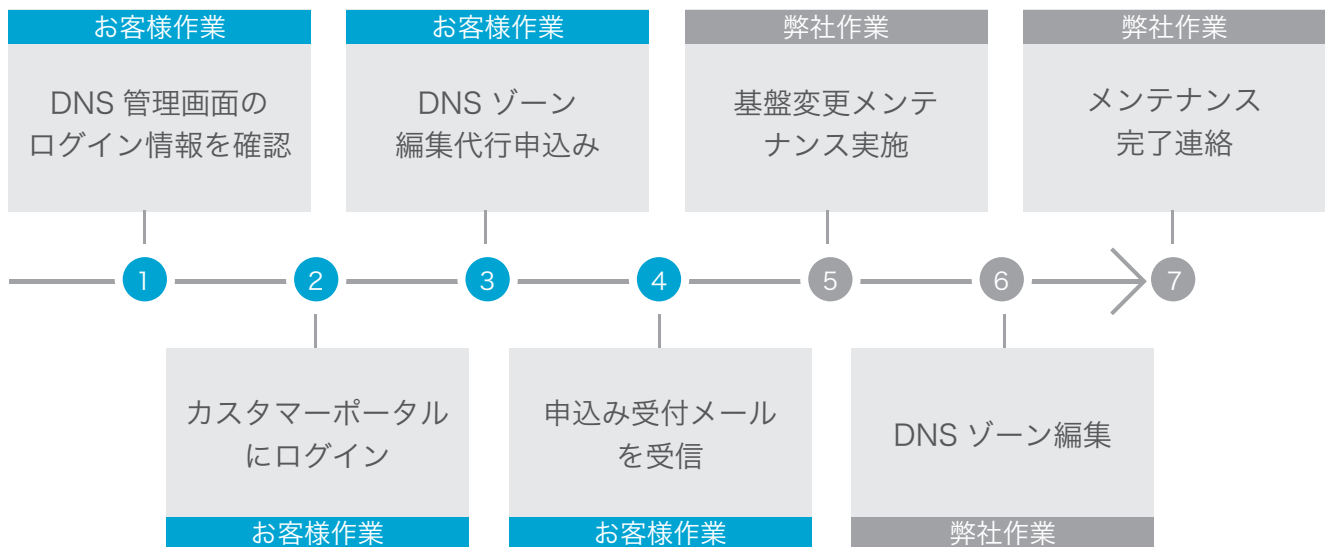 お客様作業
DNS 管理画面の
ログイン情報を確認
お客様作業
DNS ゾーン
編集代行申込み
弊社作業
基盤変更メンテ
ナンス実施
弊社作業
メンテナンス
完了連絡
1
2
3
4
5
6
7
カスタマーポータル
にログイン
お客様作業
申込み受付メール
を受信
お客様作業
DNS ゾーン編集
弊社作業